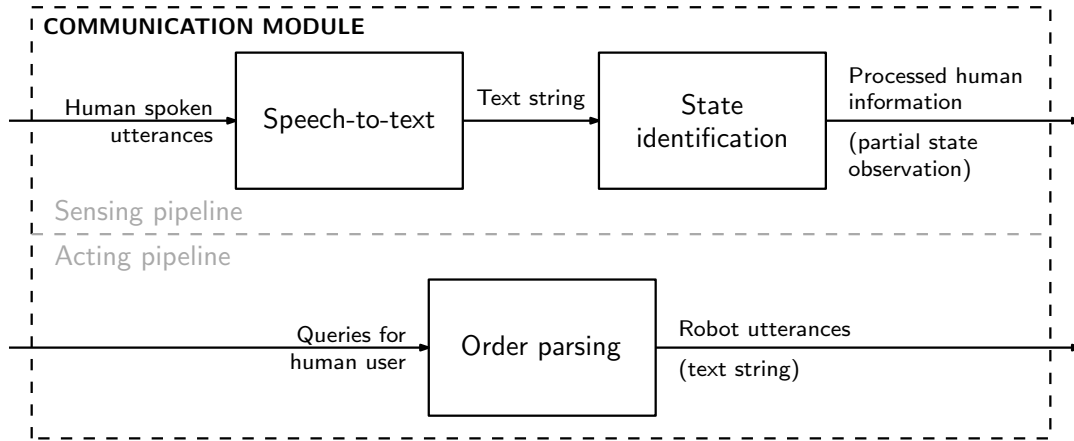 COMMUNICATION MODULE
Human spoken
utterances
Speech-to-text
Text string
State
identification
Processed human
information
(partial state
observation)
Sensing pipeline
Acting pipeline
Queries for
human user
Order parsing
Robot utterances
(text string)